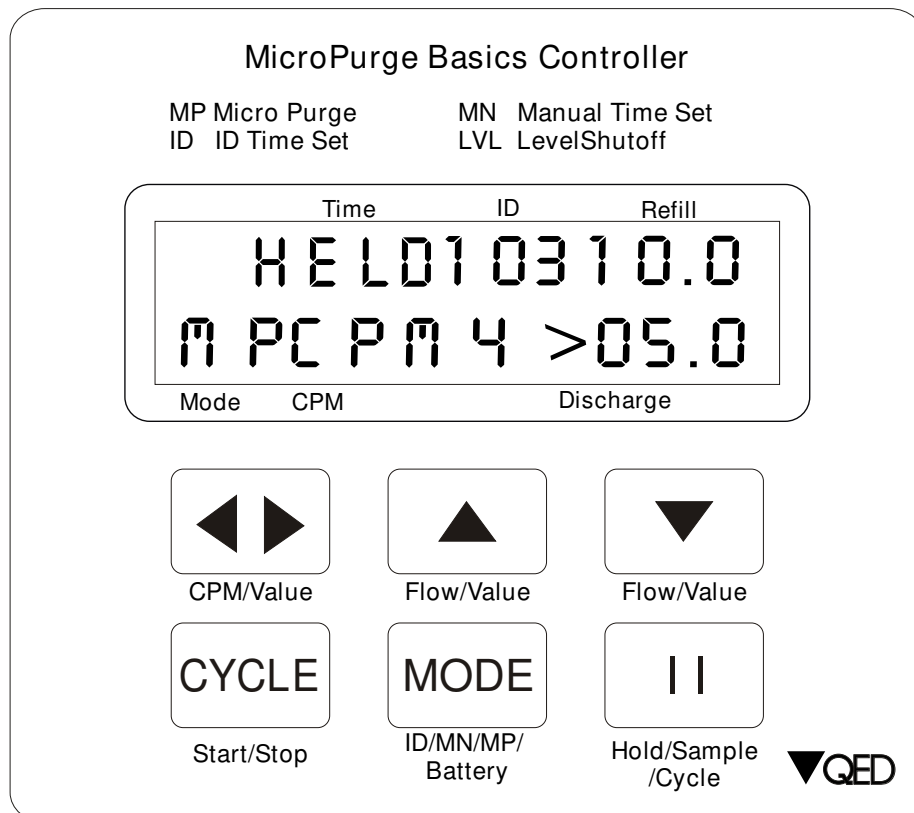 MicroPurge Basics Controller
MP Micro Purge MN Manual Time Set
ID ID Time Set LVL LevelShutoff
Time ID Refill
HELD10310.0
MPCPM4 >05.0
Mode CPM Discharge
CPM/Value Flow/Value Flow/Value
CYCLE MODE
Start/Stop ID/MN/MP/ Hold/Sample
Battery /Cycle
QED